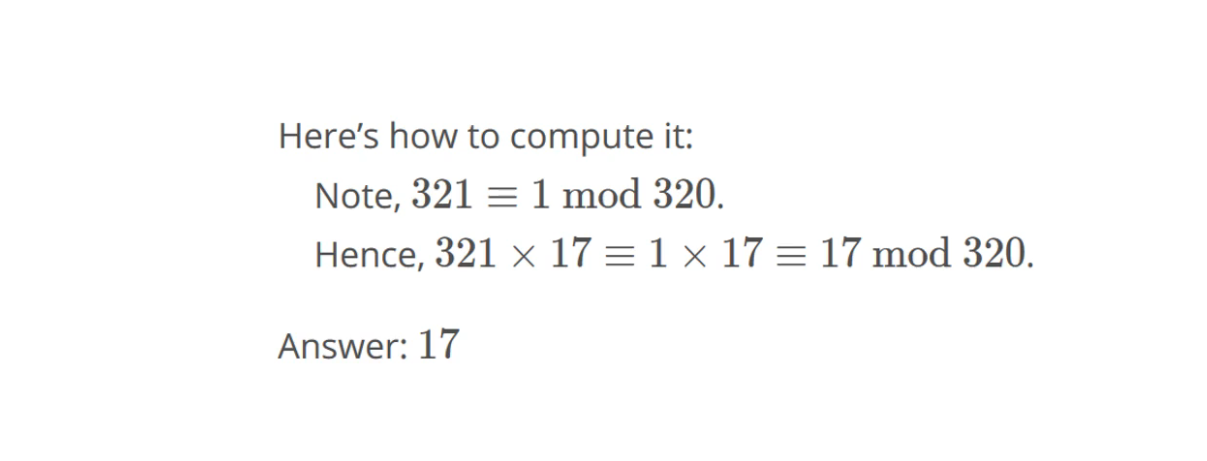 Here’s how to compute it:
Note, 321 ≡ 1 mod 320.
Hence, 321 × 17 ≡ 1 × 17 ≡ 17 mod 320.
Answer: 17